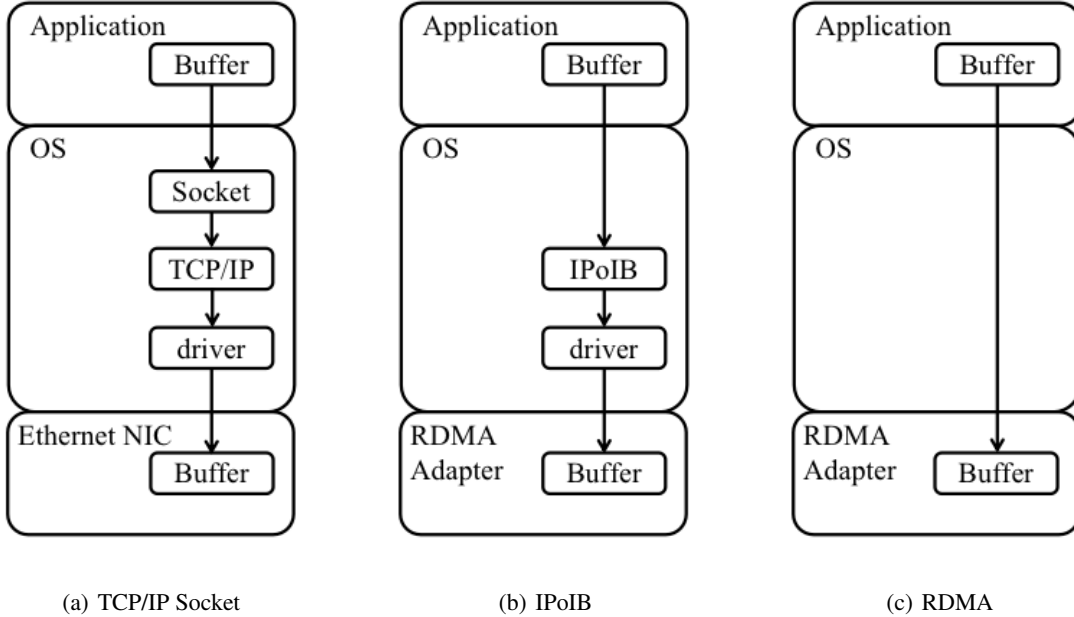 Application
Buffer
OS
Socket
TCP/IP
driver
Ethernet NIC
Buffer
(a) TCP/IP Socket
Application
Buffer
OS
IPoIB
driver
RDMA
Adapter
Buffer
(b) IPoIB
Application
Buffer
OS
RDMA
Adapter
Buffer
(c) RDMA